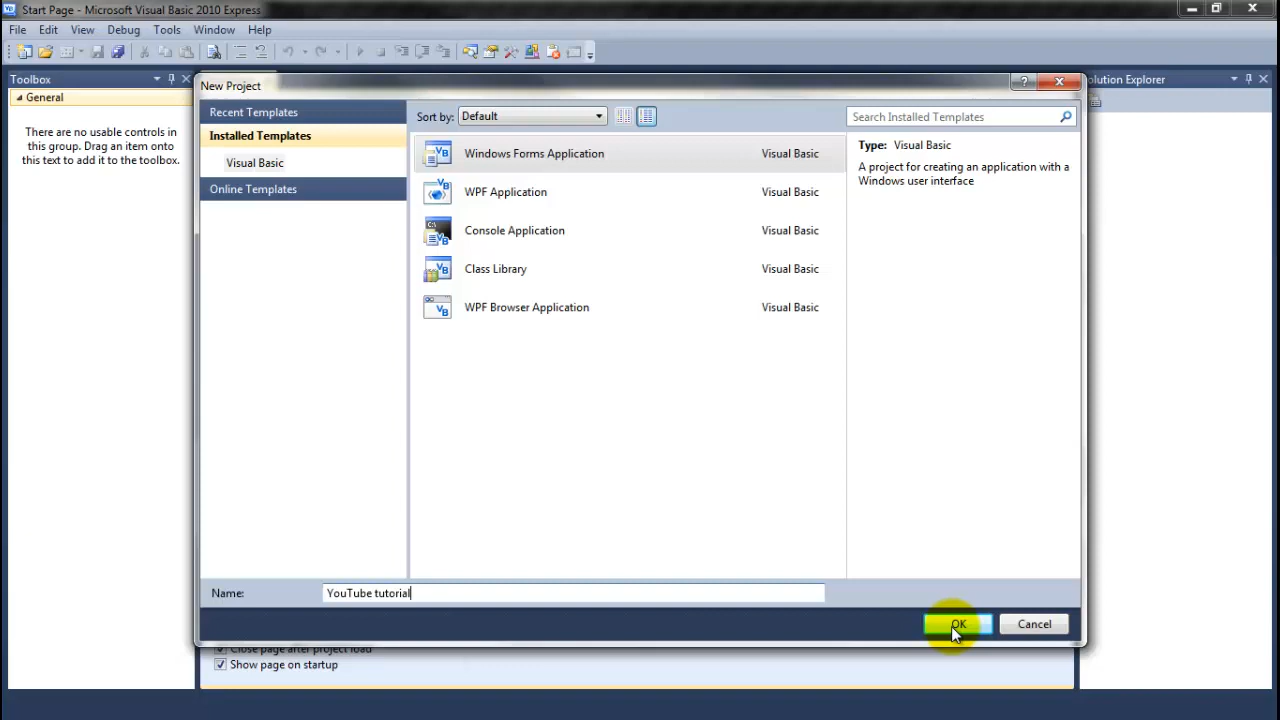 Start Page - Microsoft Visual Basic 2010 Express
File Edit View Debug Tools Window Help
Toolbox
General
There are no usable controls in
this group. Drag an item onto
this text to add it to the toolbox.
New Project
Recent Templates
Installed Templates
Visual Basic
Online Templates
Sort by: Default
Windows Forms Application Visual Basic
WPF Application Visual Basic
Console Application Visual Basic
Class Library Visual Basic
WPF Browser Application Visual Basic
Search Installed Templates
Type: Visual Basic
A project for creating an application with a
Windows user interface
olution Explorer
Name: YouTube tutorial
OK Cancel
Close page after project load
Show page on startup